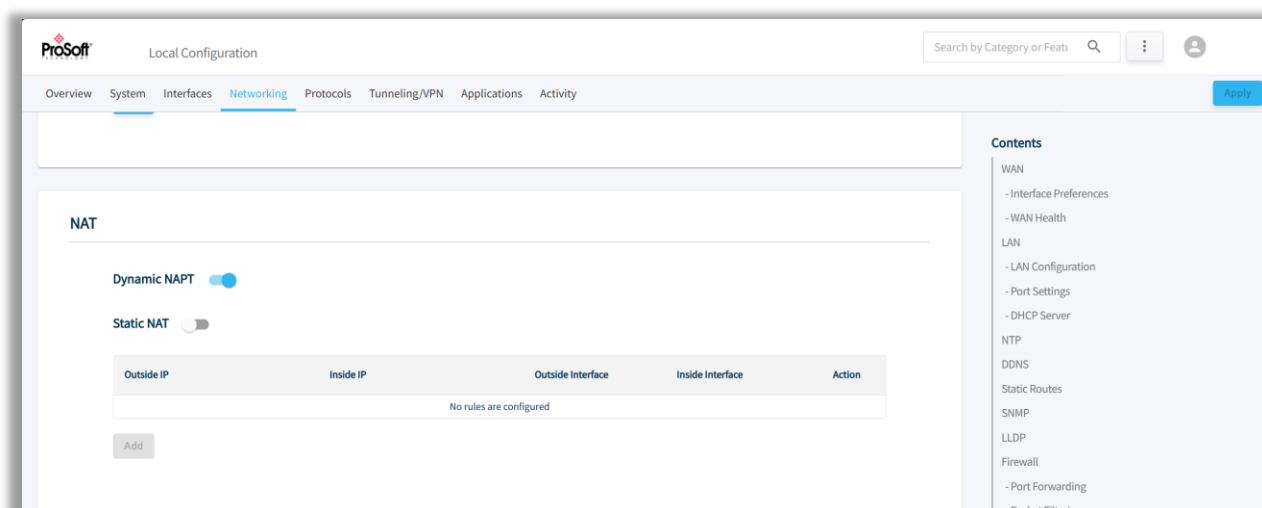 ProSoft
TECHNOLOGY
Local Configuration
Search by Category or Featu
Overview System Interfaces Networking Protocols Tunneling/VPN Applications Activity
Apply
Contents
WAN
- Interface Preferences
- WAN Health
LAN
- LAN Configuration
- Port Settings
- DHCP Server
NTP
DDNS
Static Routes
SNMP
LLDP
Firewall
- Port Forwarding
NAT
Dynamic NAPT
Static NAT
Outside IP Inside IP Outside Interface Inside Interface Action
No rules are configured
Add